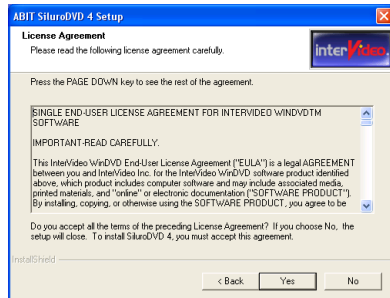 ABIT SiluroDVD 4 Setup
License Agreement
Please read the following license agreement carefully.
interVideo
Press the PAGE DOWN key to see the rest of the agreement.
SINGLE END-USER LICENSE AGREEMENT FOR INTERVIDEO WINDVDTM
SOFTWARE
IMPORTANT-READ CAREFULLY.
This InterVideo WinDVD End-User License Agreement ("EULA") is a legal AGREEMENT
between you and InterVideo Inc. for the InterVideo WinDVD software product identified
above, which product includes computer software and may include associated media,
printed materials, and "online" or electronic documentation ("SOFTWARE PRODUCT").
By installing, copying, or otherwise using the SOFTWARE PRODUCT, you agree to be
Do you accept all the terms of the preceding License Agreement? If you choose No, the
setup will close. To install SiluroDVD 4, you must accept this agreement.
InstallShield
< Back
Yes
No